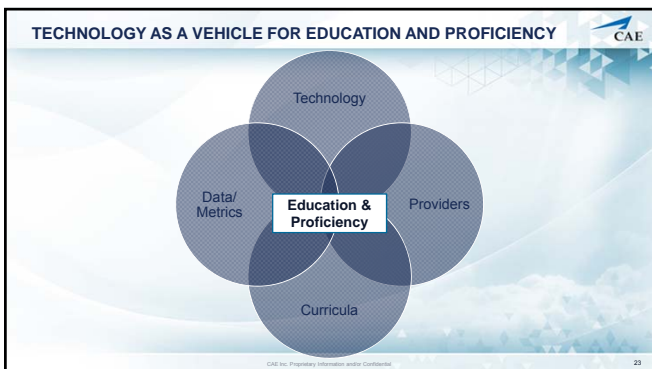 TECHNOLOGY AS A VEHICLE FOR EDUCATION AND PROFICIENCY
CAE
Technology
Data/
Metrics
Education &
Proficiency
Providers
Curricula
CAE Inc. Proprietary Information and/or Confidential
23